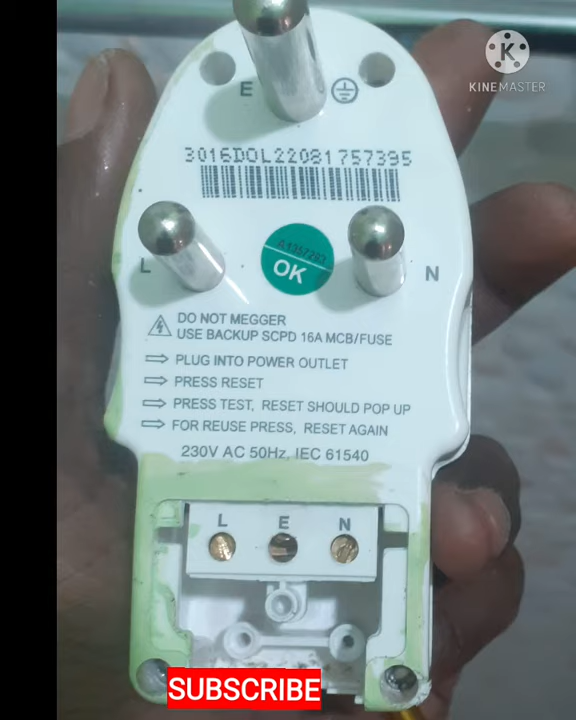 K
KINEMASTER
E
3016DOL22081757395
L
OK
N
DO NOT MEGGER
USE BACKUP SCPD 16A MCB/FUSE
PLUG INTO POWER OUTLET
PRESS RESET
PRESS TEST, RESET SHOULD POP UP
FOR REUSE PRESS, RESET AGAIN
230V AC 50Hz, IEC 61540
L E N
SUBSCRIBE